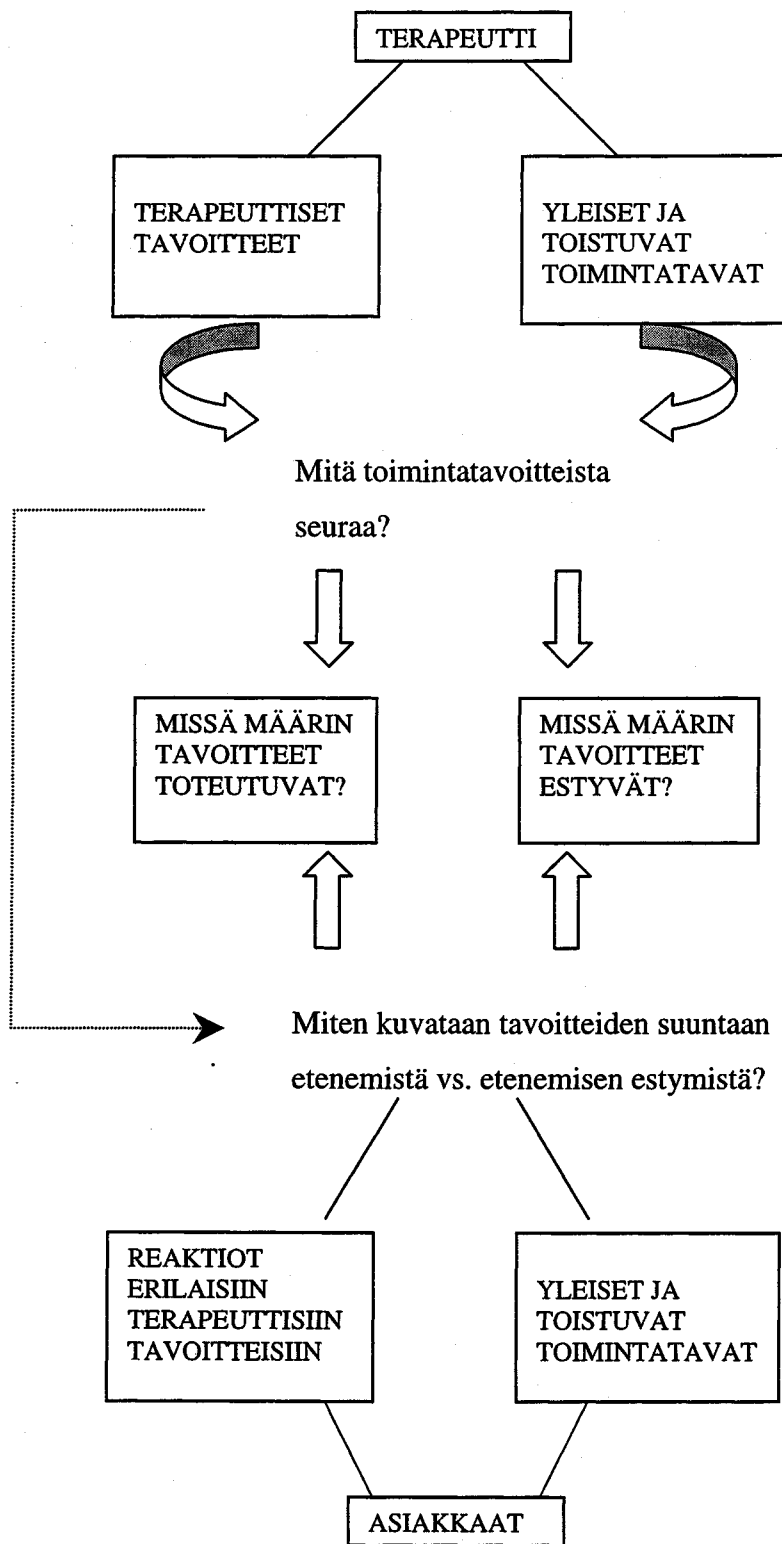 TERAPEUTTI
TERAPEUTTISET
TAVOITTEET
YLEISET JA
TOISTUVAT
TOIMINTATAVAT
Mitä toimintatavoitteista
seuraa?
MISSÄ MÄÄRIN
TAVOITTEET
TOTEUTUVAT?
MISSÄ MÄÄRIN
TAVOITTEET
ESTYVÄT?
Miten kuvataan tavoitteiden suuntaan
etenemistä vs. etenemisen estymistä?
REAKTIOT
ERILAISIIN
TERAPEUTTISIIN
TAVOITTEISIIN
YLEISET JA
TOISTUVAT
TOIMINTATAVAT
ASIAKKAAT